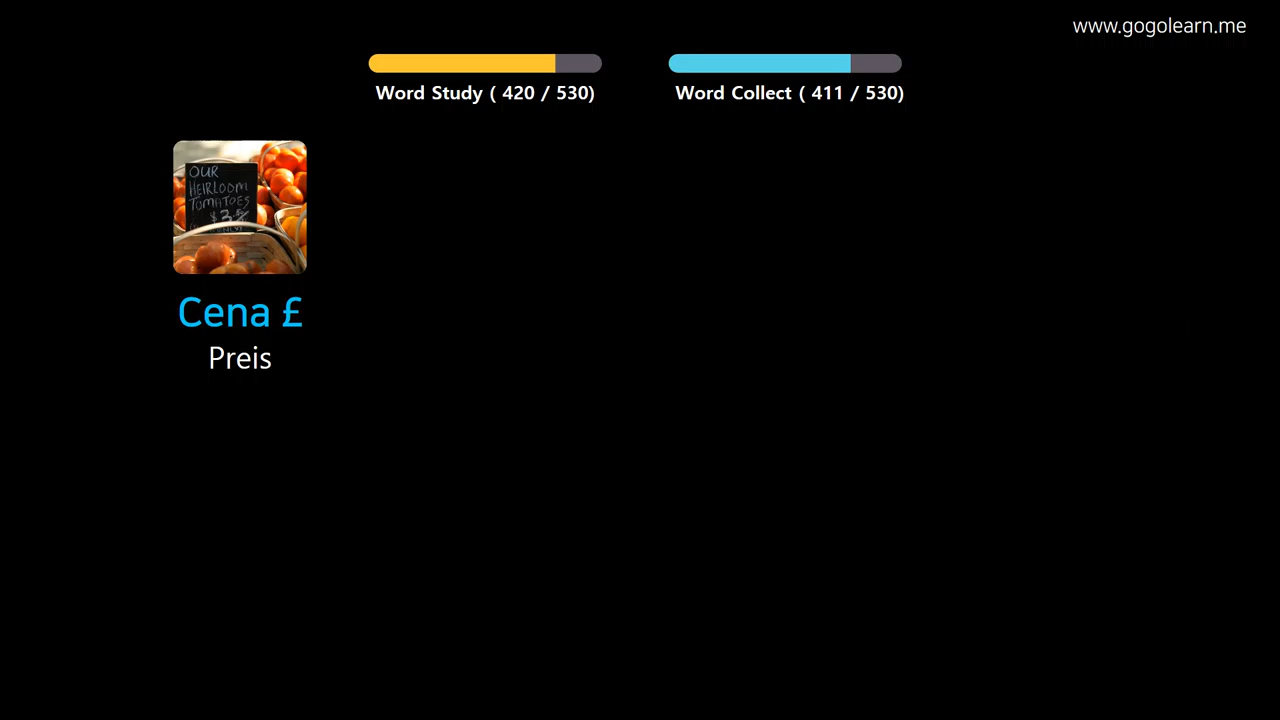 www.gogolearn.me
Word Study ( 420 / 530)
Word Collect ( 411 / 530)
OUR
HEIRLOOM
TOMATOES
Cena £
Preis